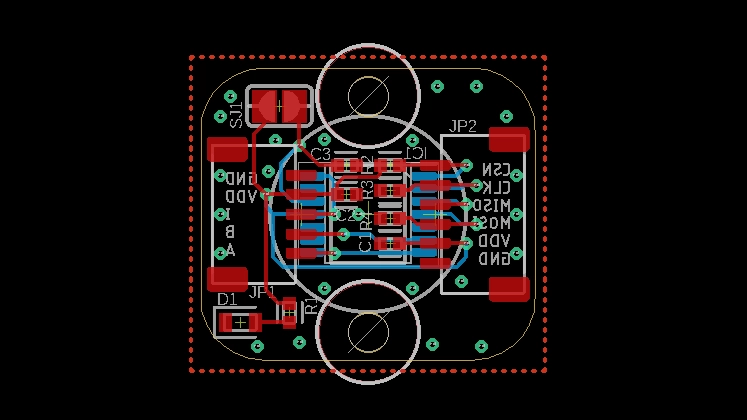 SJ1
JP2
C3
R2
IC1
GND
VDD
I
B
A
CSN
CLK
MISO
MOSI
VDD
GND
R3
C2
C1
JP1
D1
R1